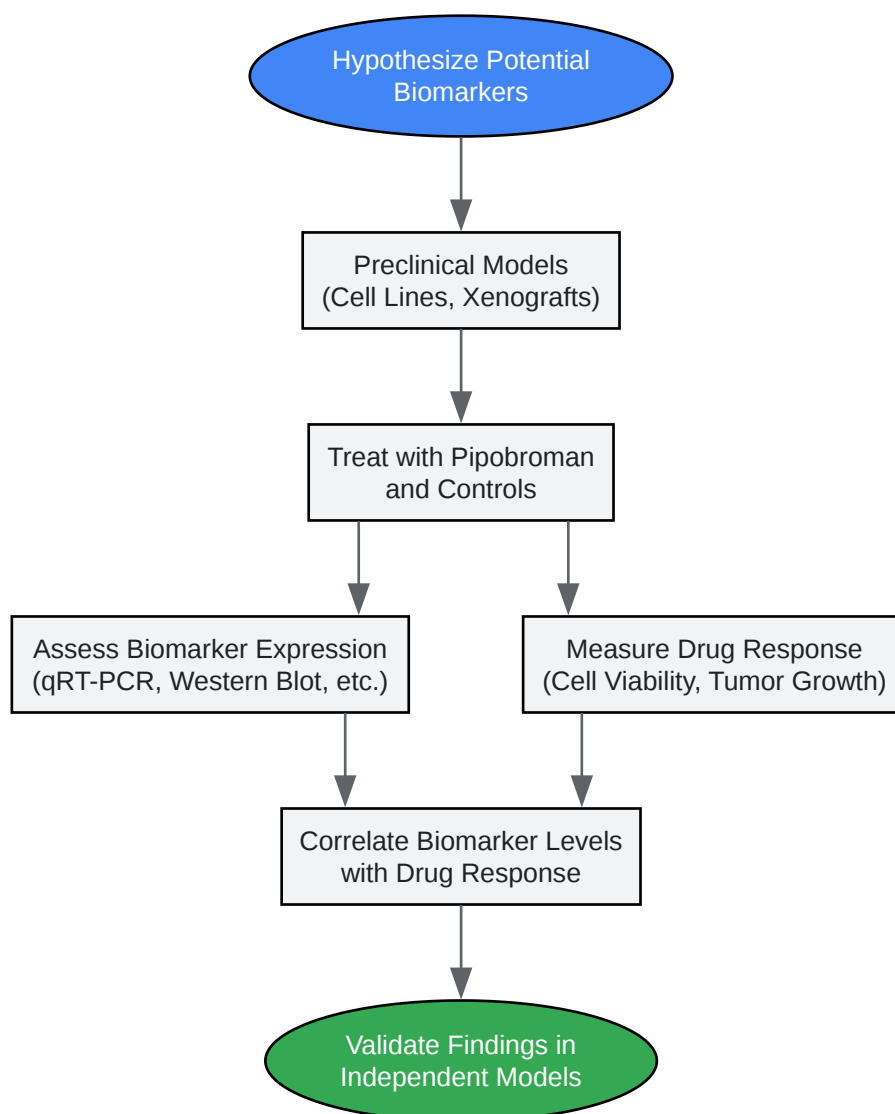 Hypothesize Potential
Biomarkers
Preclinical Models
(Cell Lines, Xenografts)
Treat with Pipobroman
and Controls
Assess Biomarker Expression
(qRT-PCR, Western Blot, etc.)
Measure Drug Response
(Cell Viability, Tumor Growth)
Correlate Biomarker Levels
with Drug Response
Validate Findings in
Independent Models